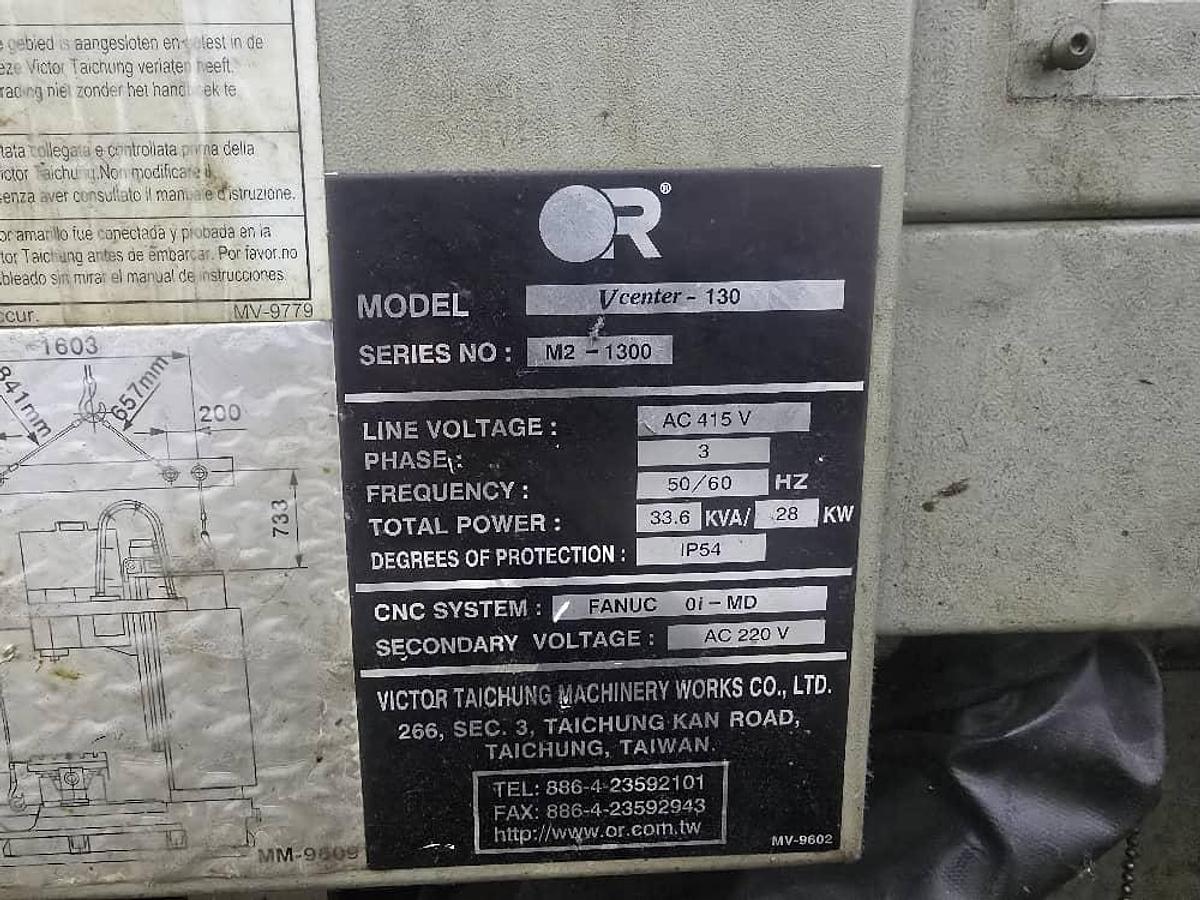 gebied is aangesloten en getest in de
eze Victor Taichung verlaten heeft.
niet zonder het handboek te
tata collegata e controllata prima della
ictor Taichung.Non modificare il
senza aver consultato il manuale d'istruzione.
or amarillo fue conectada y probada en la
tor Taichung antes de embarcar. Por favor.no
bleado sin mirar el manual de instrucciones.
ccur.
MV-9779
1603
841mm
657mm
200
733
MM-9609
OR®
MODEL Vcenter - 130
SERIES NO : M2 - 1300
LINE VOLTAGE : AC 415 V
PHASE : 3
FREQUENCY : 50/60 HZ
TOTAL POWER : 33.6 KVA/ 28 KW
DEGREES OF PROTECTION : IP54
CNC SYSTEM : FANUC 0i - MD
SECONDARY VOLTAGE : AC 220 V
VICTOR TAICHUNG MACHINERY WORKS CO., LTD.
266, SEC. 3, TAICHUNG KAN ROAD,
TAICHUNG, TAIWAN.
TEL: 886-4-23592101
FAX: 886-4-23592943
http://www.or.com.tw
MV-9602